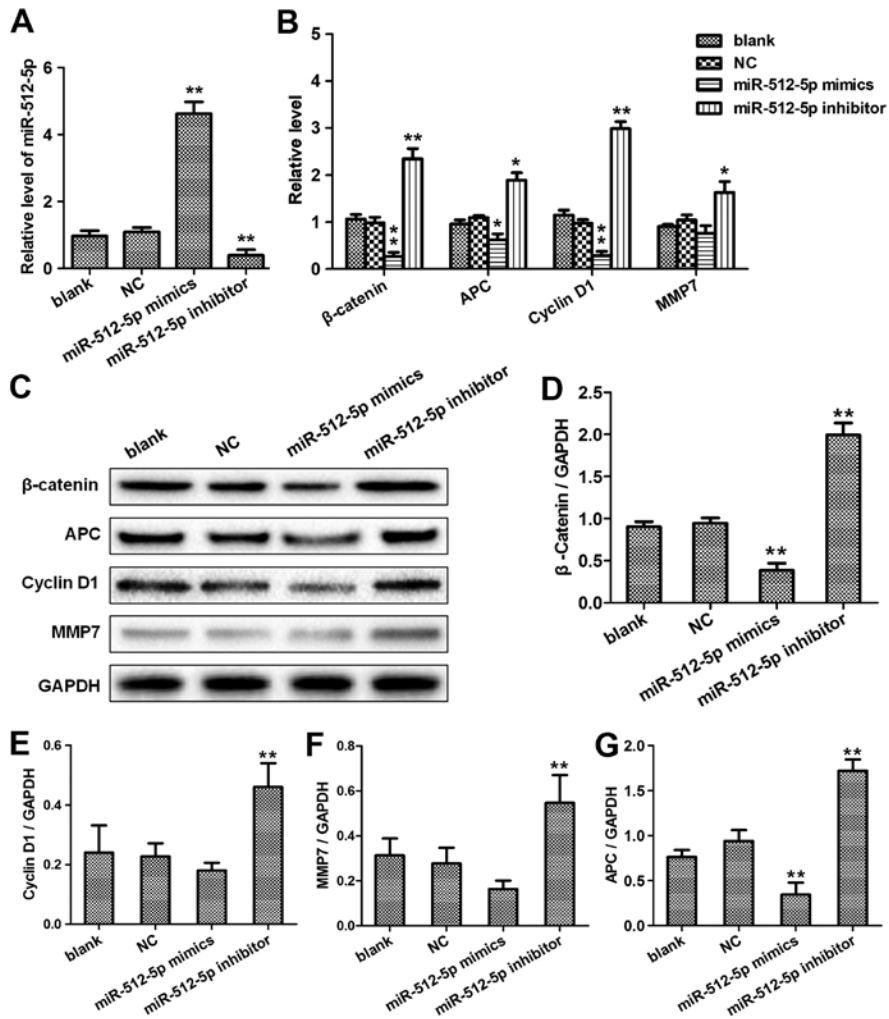 A
Relative level of miR-512-5p
6
4
2
0
**
**
blank
NC
miR-512-5p mimics
miR-512-5p inhibitor
B
Relative level
5
4
3
2
1
0
blank
NC
miR-512-5p mimics
miR-512-5p inhibitor
**
**
*
*
**
**
*
β-catenin
APC
Cyclin D1
MMP7
C
blank
NC
miR-512-5p mimics
miR-512-5p inhibitor
β-catenin
APC
Cyclin D1
MMP7
GAPDH
D
β -Catenin / GAPDH
2.5
2.0
1.5
1.0
0.5
0.0
**
**
blank
NC
miR-512-5p mimics
miR-512-5p inhibitor
E
Cyclin D1 / GAPDH
0.6
0.4
0.2
0.0
**
blank
NC
miR-512-5p mimics
miR-512-5p inhibitor
F
MMP7 / GAPDH
0.8
0.6
0.4
0.2
0.0
**
blank
NC
miR-512-5p mimics
miR-512-5p inhibitor
G
APC / GAPDH
2.0
1.5
1.0
0.5
0.0
**
**
blank
NC
miR-512-5p mimics
miR-512-5p inhibitor